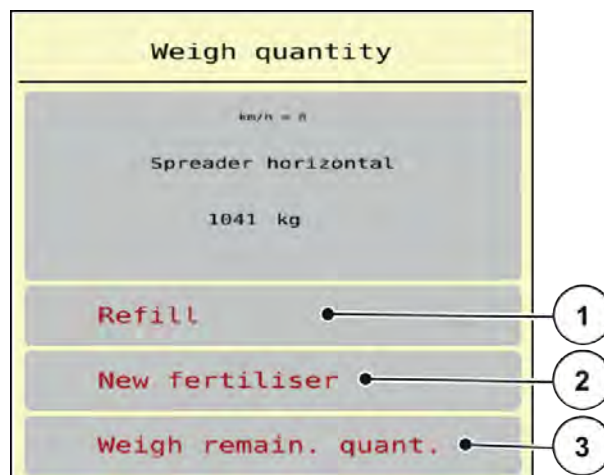 Weigh quantity
km/h = 0
Spreader horizontal
1041 kg
Refill
1
New fertiliser
2
Weigh remain. quant.
3